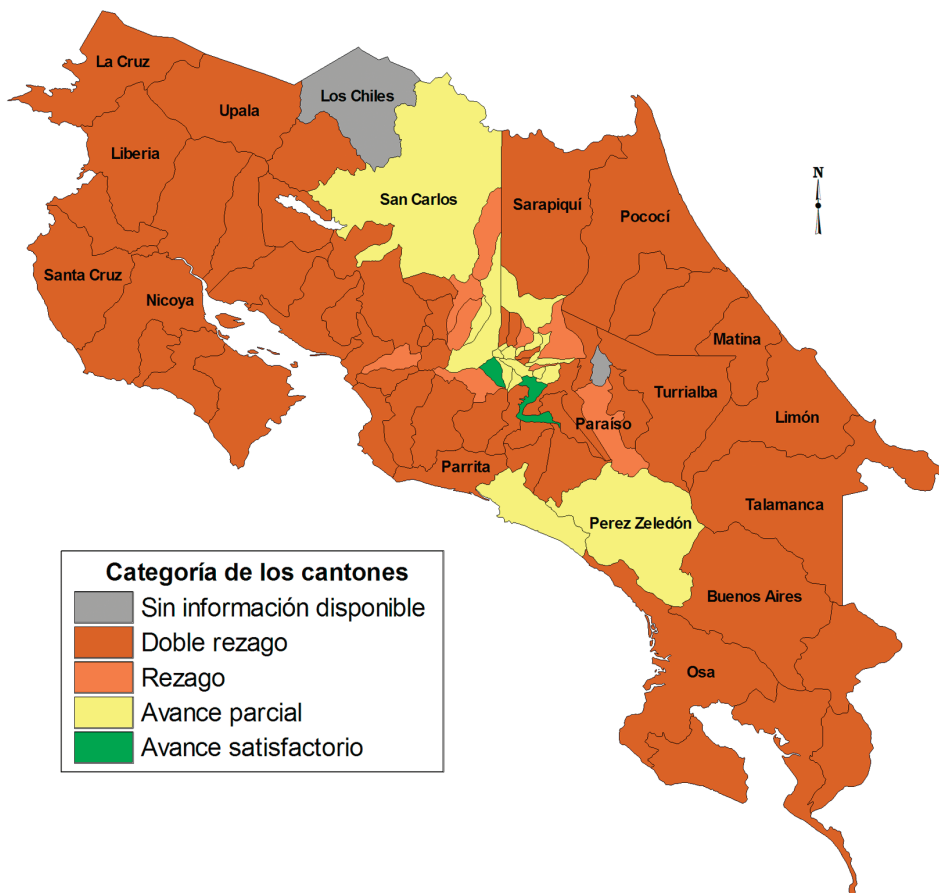 La Cruz
Upala
Los Chiles
Liberia
San Carlos
Sarapiquí
N
Pococí
Santa Cruz
Nicoya
Matina
Turrialba
Limón
Paraíso
Parrita
Talamanca
Perez Zeledón
Buenos Aires
Osa
Categoría de los cantones
Sin información disponible
Doble rezago
Rezago
Avance parcial
Avance satisfactorio